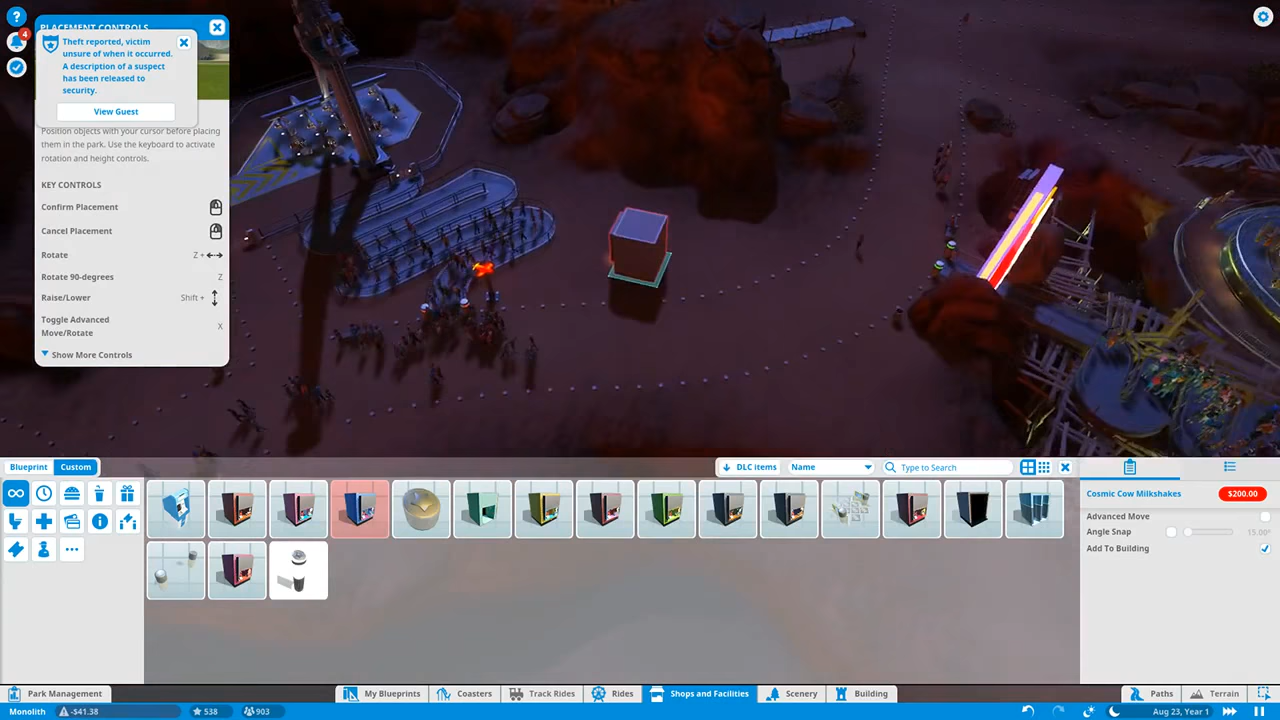 PLACEMENT CONTROLS
4
Theft reported, victim
unsure of when it occurred.
A description of a suspect
has been released to
security.
View Guest
Position objects with your cursor before placing
them in the park. Use the keyboard to activate
rotation and height controls.
KEY CONTROLS
Confirm Placement
Cancel Placement
Rotate Z +
Rotate 90-degrees Z
Raise/Lower Shift +
Toggle Advanced
Move/Rotate X
Show More Controls
Blueprint Custom DLC items Name Type to Search
Cosmic Cow Milkshakes $200.00
Advanced Move
Angle Snap 15.00°
Add To Building
Park Management My Blueprints Coasters Track Rides Rides Shops and Facilities Scenery Building Paths Terrain
Monolith -$41.38 538 903 Aug 23, Year 1